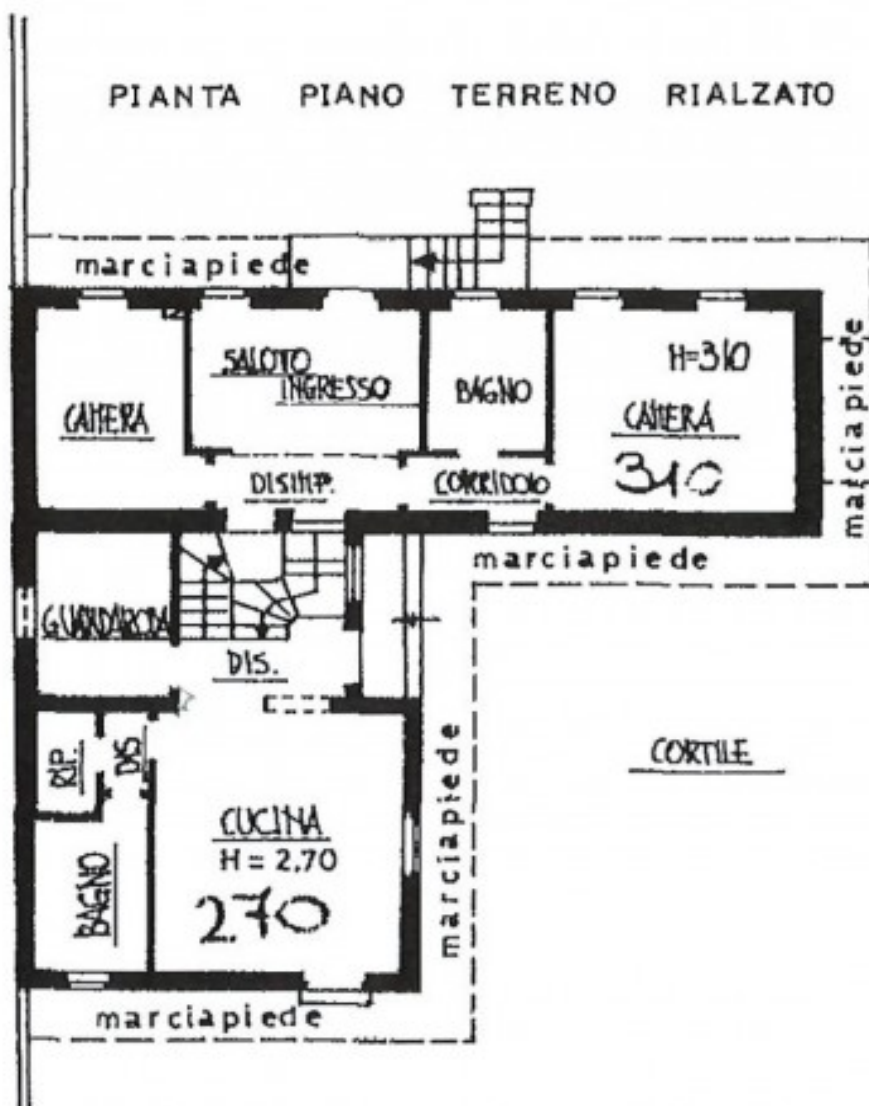 PIANTA PIANO TERRENO RIALZATO
marciapiede
SALOTO
INGRESSO
CAMERA
BAGNO
H=310
CAMERA
310
marciapiede
DISIMP.
CORRIDOIO
marciapiede
GUARDAROBA
DIS.
RIP.
DIS.
CUCINA
H = 2.70
2.70
BAGNO
marciapiede
CORTILE
marciapiede